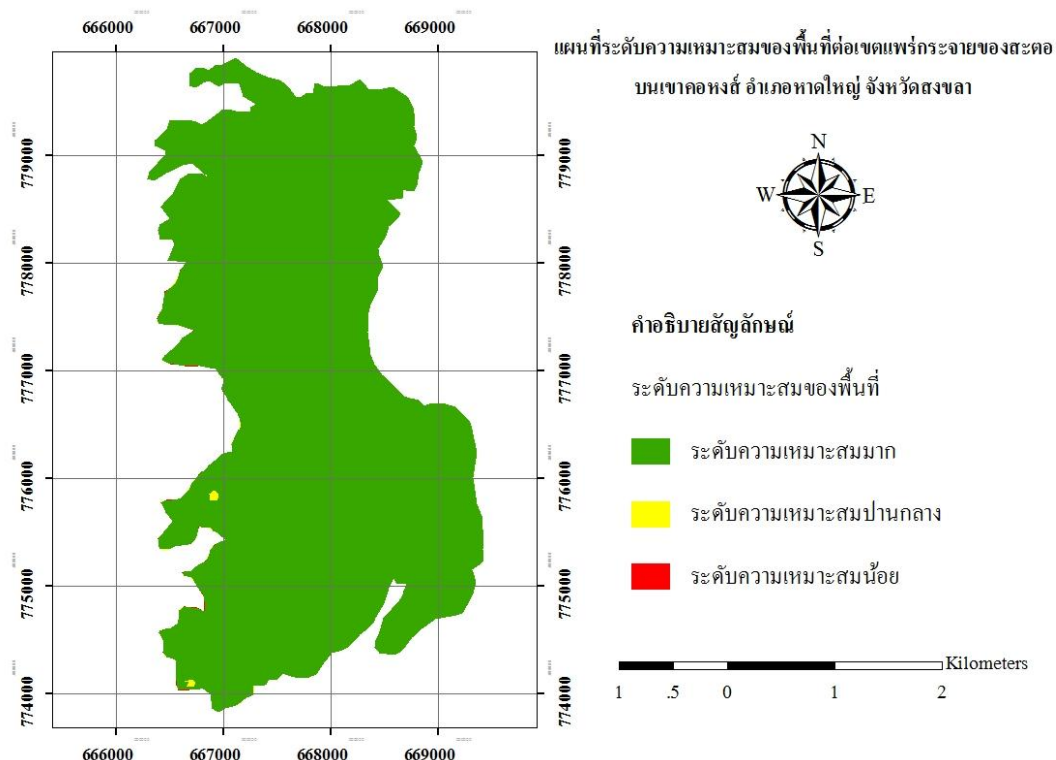 666000 667000 668000 669000
แผนที่ระดับความเหมาะสมของพื้นที่ต่อเขตแพร่กระจายของสะตอ
บนเขาคอหงส์ อำเภอหาดใหญ่ จังหวัดสงขลา
N
W E
S
779000 779000
778000 778000
777000 777000
776000 776000
775000 775000
774000 774000
คำอธิบายสัญลักษณ์
ระดับความเหมาะสมของพื้นที่
ระดับความเหมาะสมมาก
ระดับความเหมาะสมปานกลาง
ระดับความเหมาะสมน้อย
Kilometers
1 .5 0 1 2
666000 667000 668000 669000